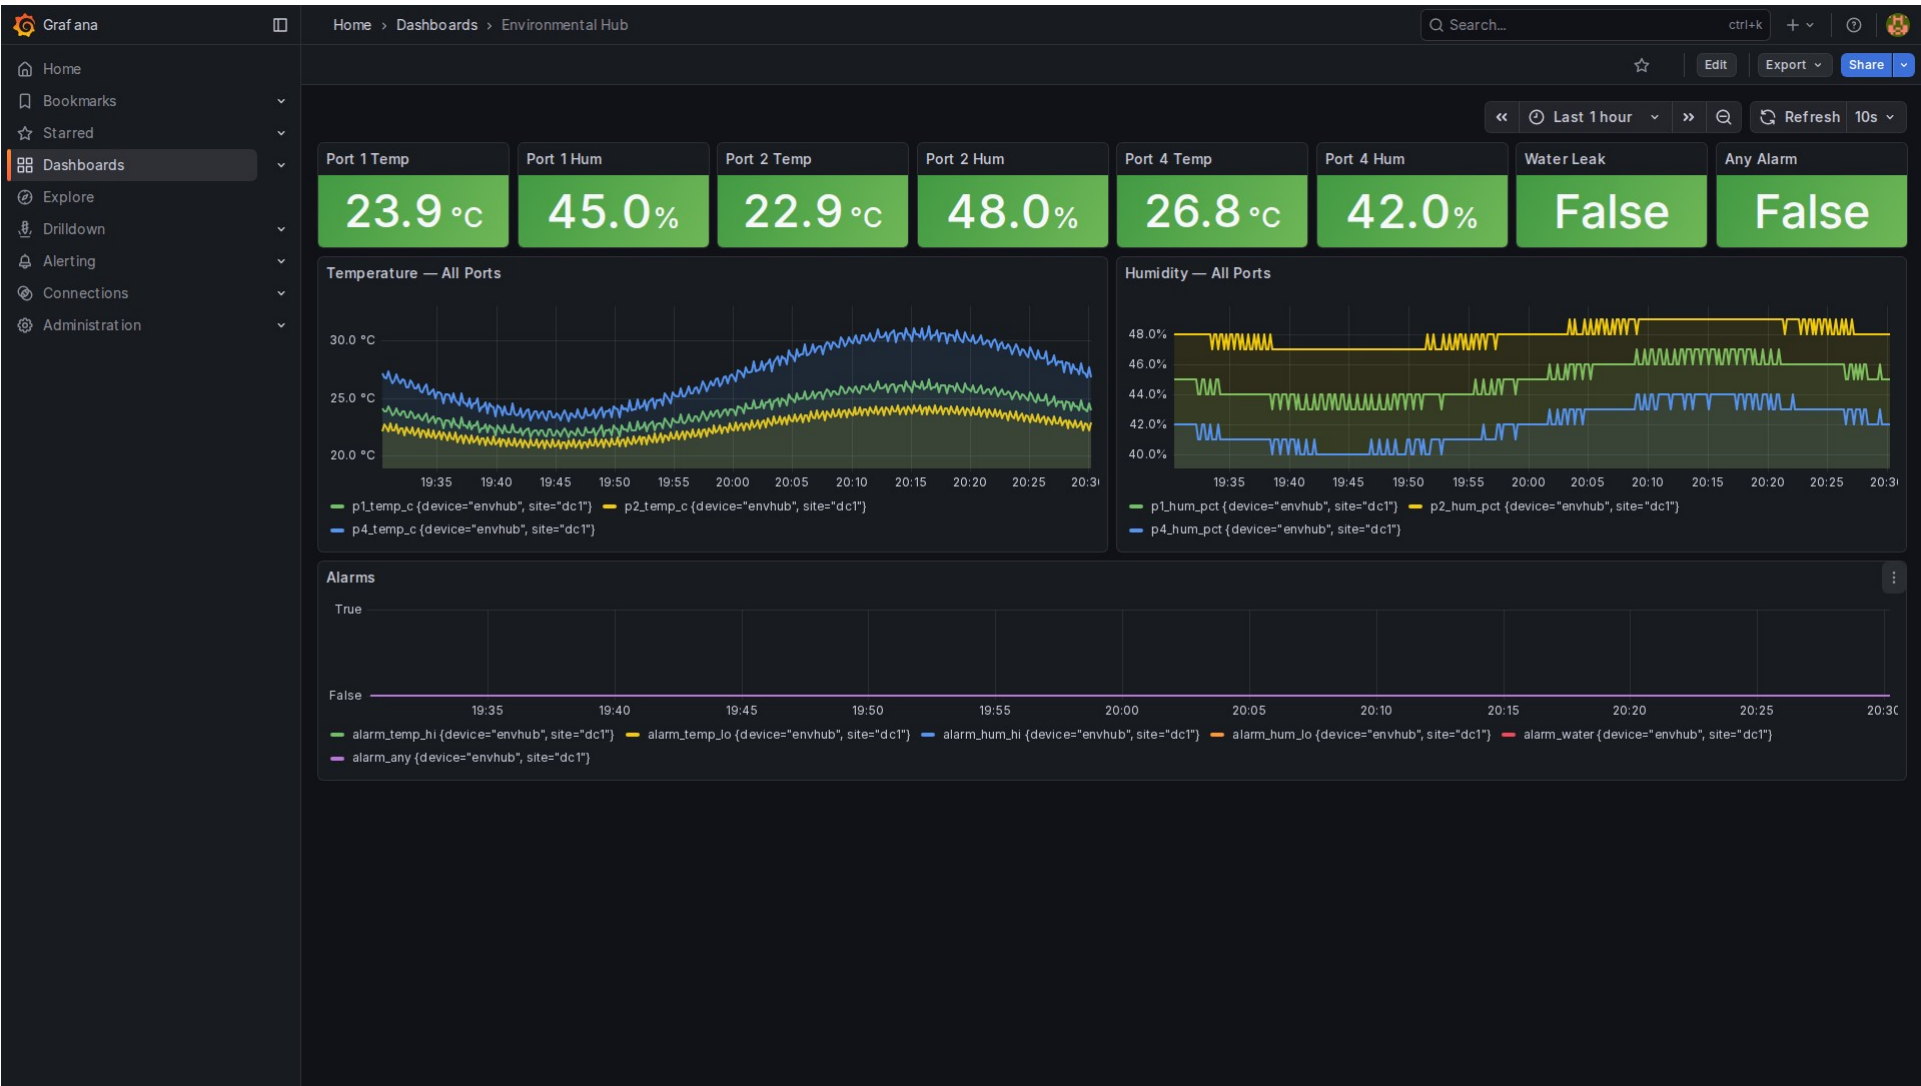 Grafana
Home › Dashboards › Environmental Hub
Search...
ctrl+k
Home
Bookmarks
Starred
Dashboards
Explore
Drilldown
Alerting
Connections
Administration
Edit
Export
Share
Last 1 hour
Refresh
10s
Port 1 Temp
23.9 °C
Port 1 Hum
45.0%
Port 2 Temp
22.9 °C
Port 2 Hum
48.0%
Port 4 Temp
26.8 °C
Port 4 Hum
42.0%
Water Leak
False
Any Alarm
False
Temperature — All Ports
30.0 °C
25.0 °C
20.0 °C
19:35 19:40 19:45 19:50 19:55 20:00 20:05 20:10 20:15 20:20 20:25 20:30
p1_temp_c {device="envhub", site="dc1"} p2_temp_c {device="envhub", site="dc1"}
p4_temp_c {device="envhub", site="dc1"}
Humidity — All Ports
48.0%
46.0%
44.0%
42.0%
40.0%
19:35 19:40 19:45 19:50 19:55 20:00 20:05 20:10 20:15 20:20 20:25 20:30
p1_hum_pct {device="envhub", site="dc1"} p2_hum_pct {device="envhub", site="dc1"}
p4_hum_pct {device="envhub", site="dc1"}
Alarms
True
False
19:35 19:40 19:45 19:50 19:55 20:00 20:05 20:10 20:15 20:20 20:25 20:30
alarm_temp_hi {device="envhub", site="dc1"} alarm_temp_lo {device="envhub", site="dc1"} alarm_hum_hi {device="envhub", site="dc1"} alarm_hum_lo {device="envhub", site="dc1"} alarm_water {device="envhub", site="dc1"}
alarm_any {device="envhub", site="dc1"}